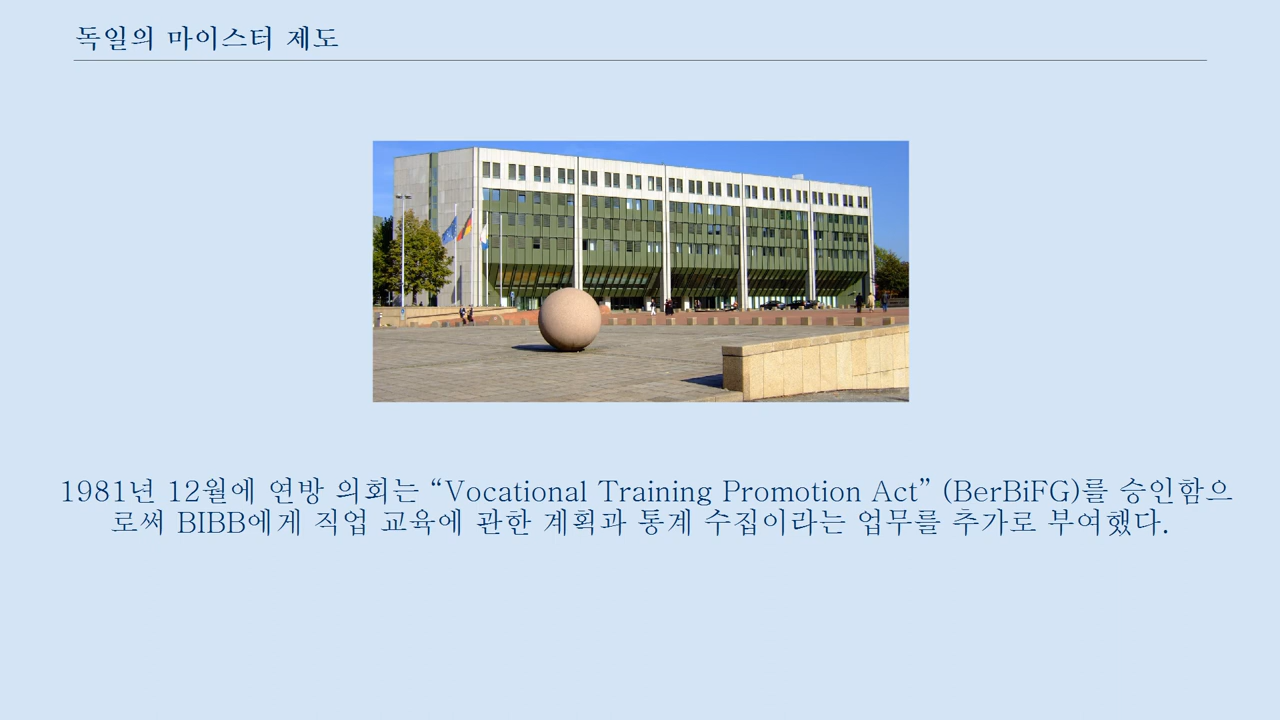 독일의 마이스터 제도
1981년 12월에 연방 의회는 “Vocational Training Promotion Act” (BerBiFG)를 승인함으
로써 BIBB에게 직업 교육에 관한 계획과 통계 수집이라는 업무를 추가로 부여했다.